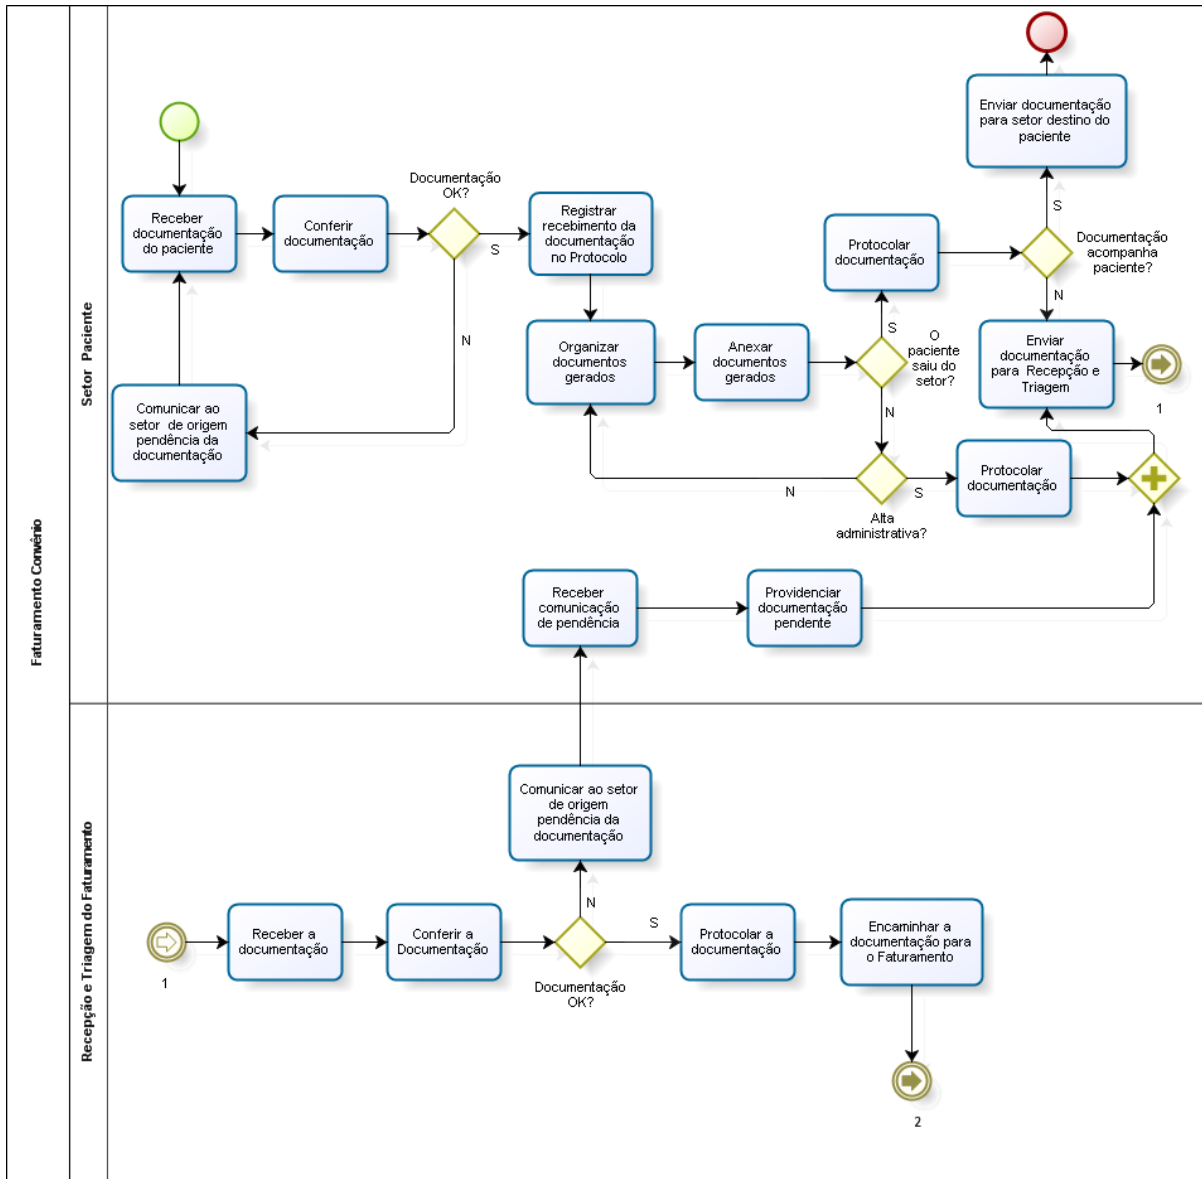 Faturamento Convênio
Setor Paciente
Enviar documentação
para setor destino do
paciente
Documentação
OK?
Receber
documentação
do paciente
Conferir
documentação
S
Registrar
recebimento da
documentação
no Protocolo
Protocolar
documentação
S
Documentação
acompanha
paciente?
N
N
Organizar
documentos
gerados
Anexar
documentos
gerados
S
O
paciente
saiu do
setor?
Enviar
documentação
para Recepção e
Triagem
1
Comunicar ao
setor de origem
pendência da
documentação
N
N
S
Alta
administrativa?
Protocolar
documentação
Receber
comunicação
de pendência
Providenciar
documentação
pendente
Recepção e Triagem do Faturamento
Comunicar ao setor
de origem
pendência da
documentação
N
1
Receber a
documentação
Conferir a
Documentação
Documentação
OK?
S
Protocolar a
documentação
Encaminhar a
documentação para
o Faturamento
2